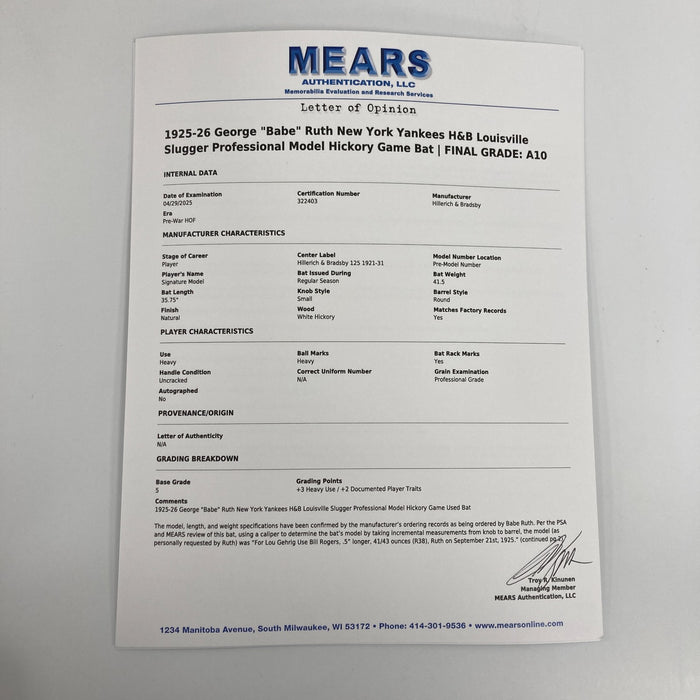 MEARS
AUTHENTICATION, LLC
Memorabilia Evaluation and Research Services
Letter of Opinion
1925-26 George "Babe" Ruth New York Yankees H&B Louisville
Slugger Professional Model Hickory Game Bat | FINAL GRADE: A10
INTERNAL DATA
Date of Examination
04/29/2025
Certification Number
322403
Manufacturer
Hillerich & Bradsby
Era
Pre-War HOF
MANUFACTURER CHARACTERISTICS
Stage of Career
Player
Center Label
Hillerich & Bradsby 125 1921-31
Model Number Location
Pre-Model Number
Player's Name
Signature Model
Bat Issued During
Regular Season
Bat Weight
41.5
Bat Length
35.75"
Knob Style
Small
Barrel Style
Round
Finish
Natural
Wood
White Hickory
Matches Factory Records
Yes
PLAYER CHARACTERISTICS
Use
Heavy
Ball Marks
Heavy
Bat Rack Marks
Yes
Handle Condition
Uncracked
Correct Uniform Number
N/A
Grain Examination
Professional Grade
Autographed
No
PROVENANCE/ORIGIN
Letter of Authenticity
N/A
GRADING BREAKDOWN
Base Grade
5
Grading Points
+3 Heavy Use / +2 Documented Player Traits
Comments
1925-26 George "Babe" Ruth New York Yankees H&B Louisville Slugger Professional Model Hickory Game Used Bat
The model, length, and weight specifications have been confirmed by the manufacturer's ordering records as being ordered by Babe Ruth. Per the PSA
and MEARS review of this bat, using a caliper to determine the bat's model by taking incremental measurements from knob to barrel, the model (as
personally requested by Ruth) was "For Lou Gehrig Use Bill Rogers, .5" longer, 41/43 ounces (R38), Ruth on September 21st, 1925." (continued pg
Troy R. Kinunen
Managing Member
MEARS Authentication, LLC
1234 Manitoba Avenue, South Milwaukee, WI 53172 • Phone: 414-301-9536 • www.mearsonline.com